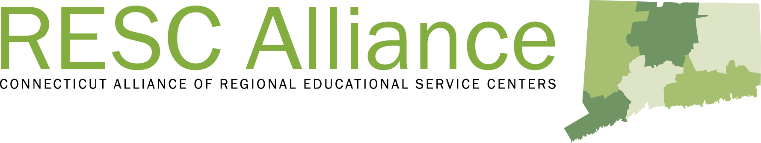 RESC Alliance
CONNECTICUT ALLIANCE OF REGIONAL EDUCATIONAL SERVICE CENTERS